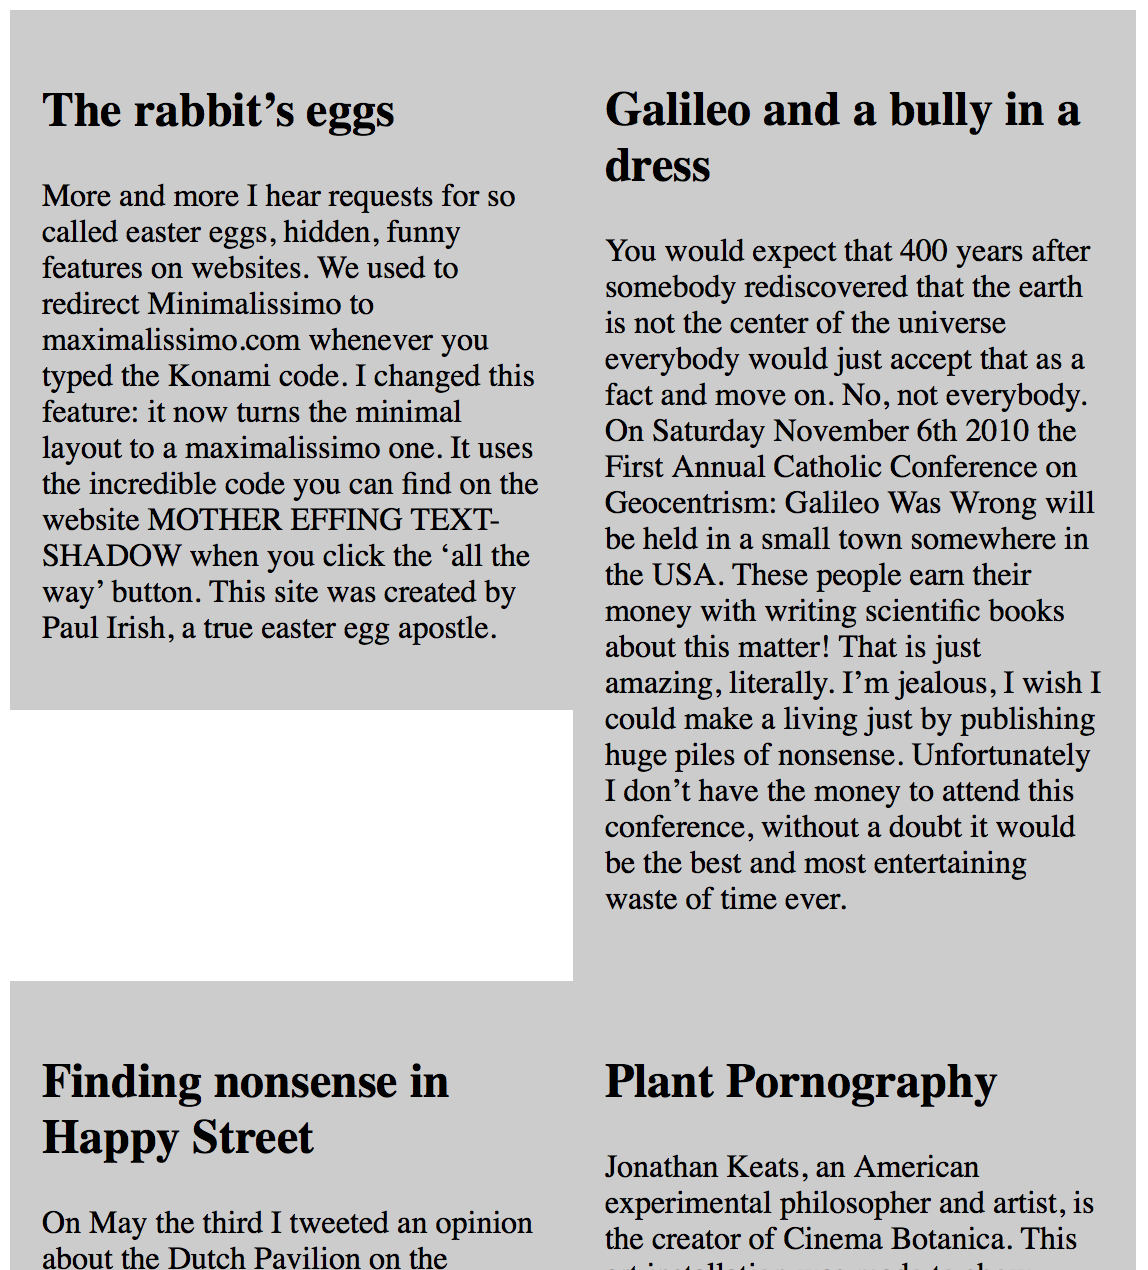 The rabbit’s eggs
More and more I hear requests for so
called easter eggs, hidden, funny
features on websites. We used to
redirect Minimalissimo to
maximalissimo.com whenever you
typed the Konami code. I changed this
feature: it now turns the minimal
layout to a maximalissimo one. It uses
the incredible code you can find on the
website MOTHER EFFING TEXT-
SHADOW when you click the ‘all the
way’ button. This site was created by
Paul Irish, a true easter egg apostle.
Galileo and a bully in a
dress
You would expect that 400 years after
somebody rediscovered that the earth
is not the center of the universe
everybody would just accept that as a
fact and move on. No, not everybody.
On Saturday November 6th 2010 the
First Annual Catholic Conference on
Geocentrism: Galileo Was Wrong will
be held in a small town somewhere in
the USA. These people earn their
money with writing scientific books
about this matter! That is just
amazing, literally. I’m jealous, I wish I
could make a living just by publishing
huge piles of nonsense. Unfortunately
I don’t have the money to attend this
conference, without a doubt it would
be the best and most entertaining
waste of time ever.
Finding nonsense in
Happy Street
On May the third I tweeted an opinion
about the Dutch Pavilion on the
Plant Pornography
Jonathan Keats, an American
experimental philosopher and artist, is
the creator of Cinema Botanica. This